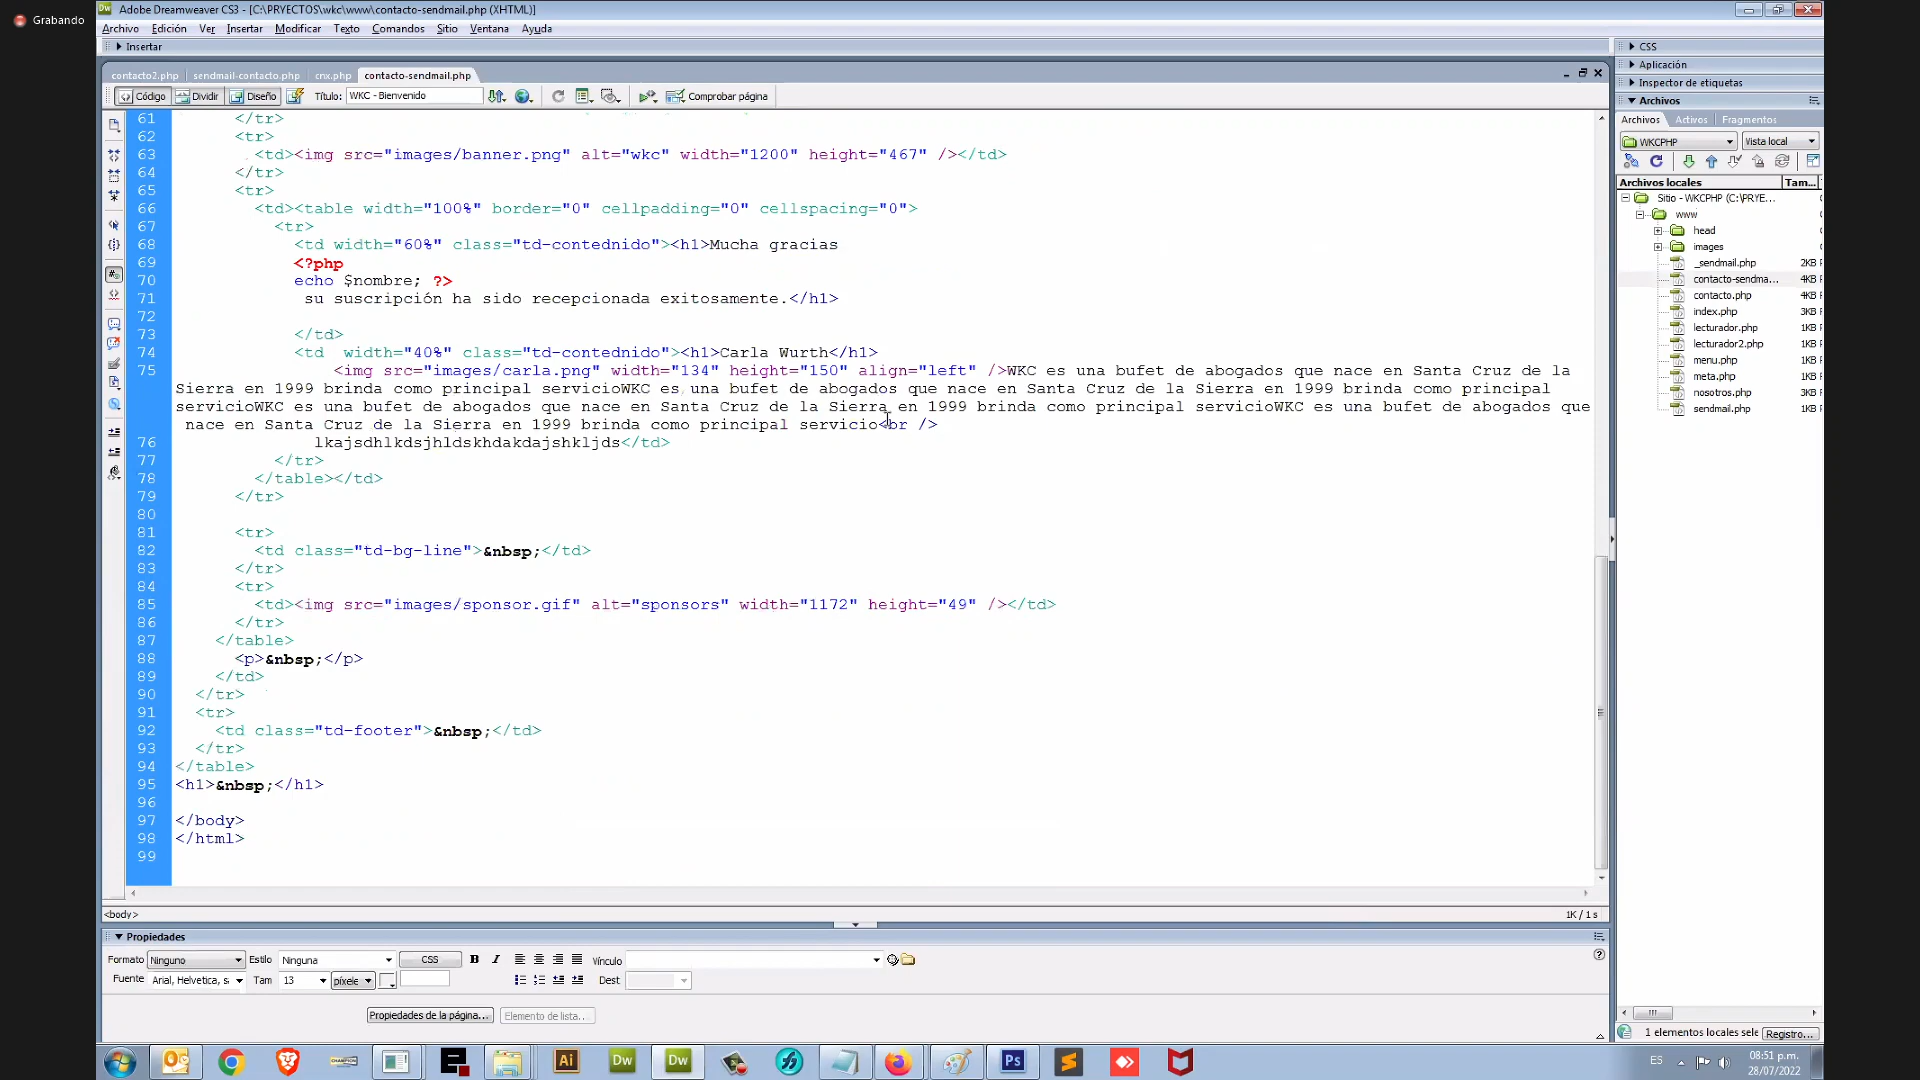 Grabando
Adobe Dreamweaver CS3 - [C:\PRYECTOS\wkc\www\contacto-sendmail.php (XHTML)]
Archivo Edición Ver Insertar Modificar Texto Comandos Sitio Ventana Ayuda
Insertar
contacto2.php sendmail-contacto.php cnx.php contacto-sendmail.php
Código Dividir Diseño Título: WKC - Bienvenido Comprobar página
61 </tr>
62 <tr>
63 <td><img src="images/banner.png" alt="wkc" width="1200" height="467" /></td>
64 </tr>
65 <tr>
66 <td><table width="100%" border="0" cellpadding="0" cellspacing="0">
67 <tr>
68 <td width="60%" class="td-contednido"><h1>Mucha gracias
69 <?php
70 echo $nombre; ?>
71 su suscripción ha sido recepcionada exitosamente.</h1>
72
73 </td>
74 <td  width="40%" class="td-contednido"><h1>Carla Wurth</h1>
75 <img src="images/carla.png" width="134" height="150" align="left" />WKC es una bufet de abogados que nace en Santa Cruz de la
Sierra en 1999 brinda como principal servicioWKC es una bufet de abogados que nace en Santa Cruz de la Sierra en 1999 brinda como principal
servicioWKC es una bufet de abogados que nace en Santa Cruz de la Sierra en 1999 brinda como principal servicioWKC es una bufet de abogados que
nace en Santa Cruz de la Sierra en 1999 brinda como principal servicio<br />
76 lkajsdhlkdsjhldskhdakdajshkljds</td>
77 </tr>
78 </table></td>
79 </tr>
80
81 <tr>
82 <td class="td-bg-line">&nbsp;</td>
83 </tr>
84 <tr>
85 <td><img src="images/sponsor.gif" alt="sponsors" width="1172" height="49" /></td>
86 </tr>
87 </table>
88 <p>&nbsp;</p>
89 </td>
90 </tr>
91 <tr>
92 <td class="td-footer">&nbsp;</td>
93 </tr>
94 </table>
95 <h1>&nbsp;</h1>
96
97 </body>
98 </html>
99
<body> 1K / 1 s
Propiedades
Formato Ninguno Estilo Ninguna CSS B I Vínculo
Fuente Arial, Helvetica, s Tam 13 píxele Dest
Propiedades de la página... Elemento de lista...
CSS
Aplicación
Inspector de etiquetas
Archivos
Archivos Activos Fragmentos
WKCPHP Vista local
Archivos locales Tam...
Sitio - WKCPHP (C:\PRYE...
www
head
images
_sendmail.php 2KB
contacto-sendma... 4KB
contacto.php 4KB
index.php 3KB
lecturador.php 1KB
lecturador2.php 1KB
menu.php 1KB
meta.php 1KB
nosotros.php 3KB
sendmail.php 1KB
1 elementos locales sele Registro...
ES 08:51 p.m.
28/07/2022